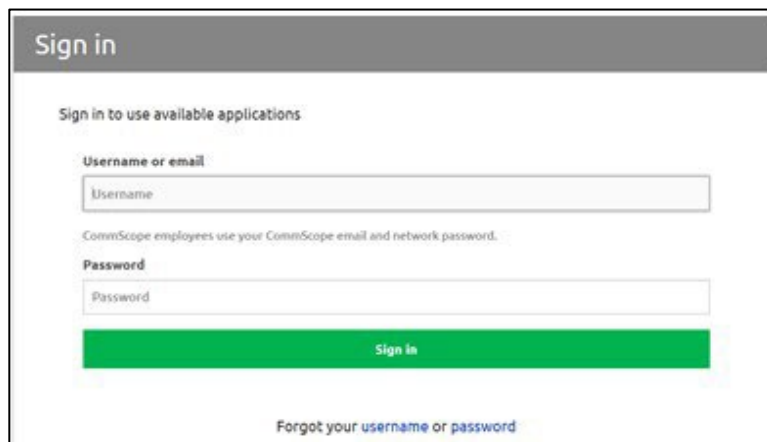 Sign in
Sign in to use available applications
Username or email
Username
CommScope employees use your CommScope email and network password.
Password
Password
Sign in
Forgot your username or password